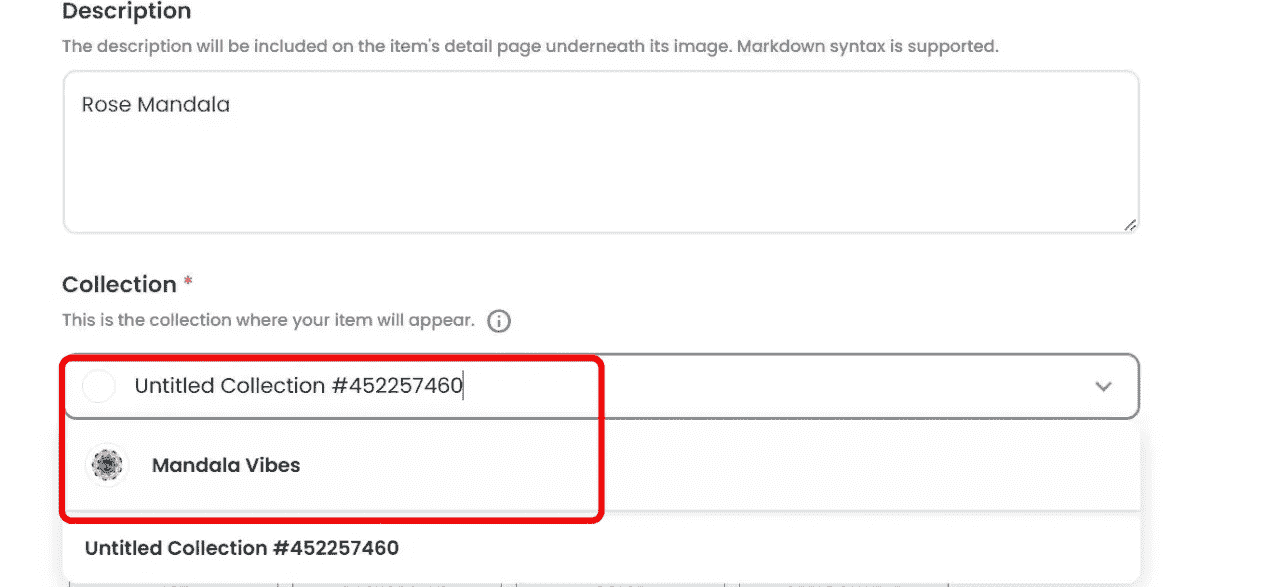 Description
The description will be included on the item's detail page underneath its image. Markdown syntax is supported.
Rose Mandala
Collection *
This is the collection where your item will appear.
Untitled Collection #452257460
Mandala Vibes
Untitled Collection #452257460